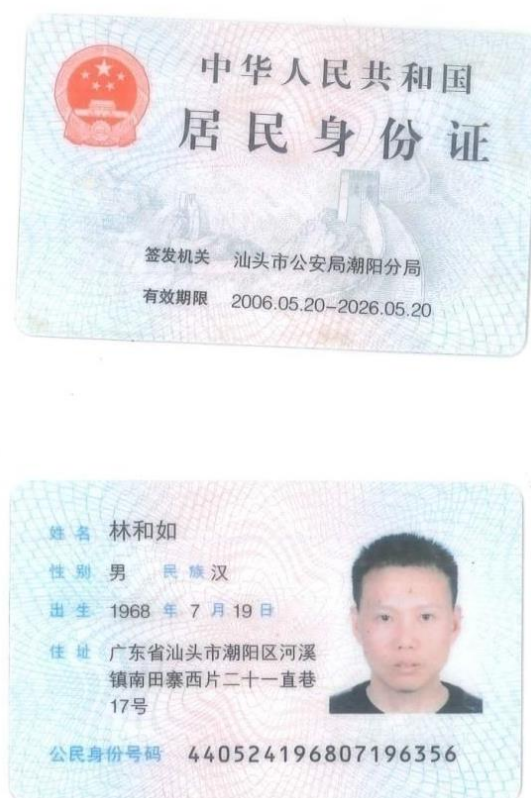 中华人民共和国
居民身份证
签发机关 汕头市公安局潮阳分局
有效期限 2006.05.20-2026.05.20
姓名 林和如
性别 男 民族 汉
出生 1968 年 7 月 19 日
住址 广东省汕头市潮阳区河溪
镇南田寨西片二十一直巷
17号
公民身份号码 440524196807196356